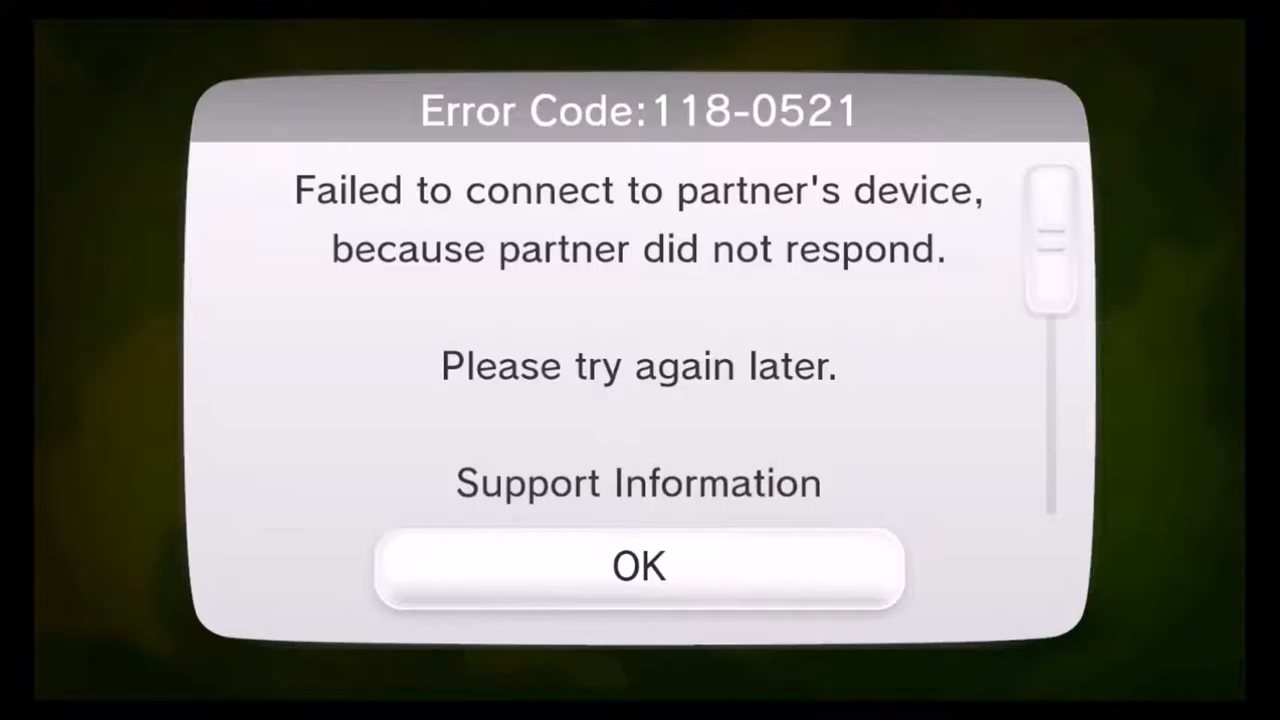 Error Code:118-0521
Failed to connect to partner's device,
because partner did not respond.
Please try again later.
Support Information
OK